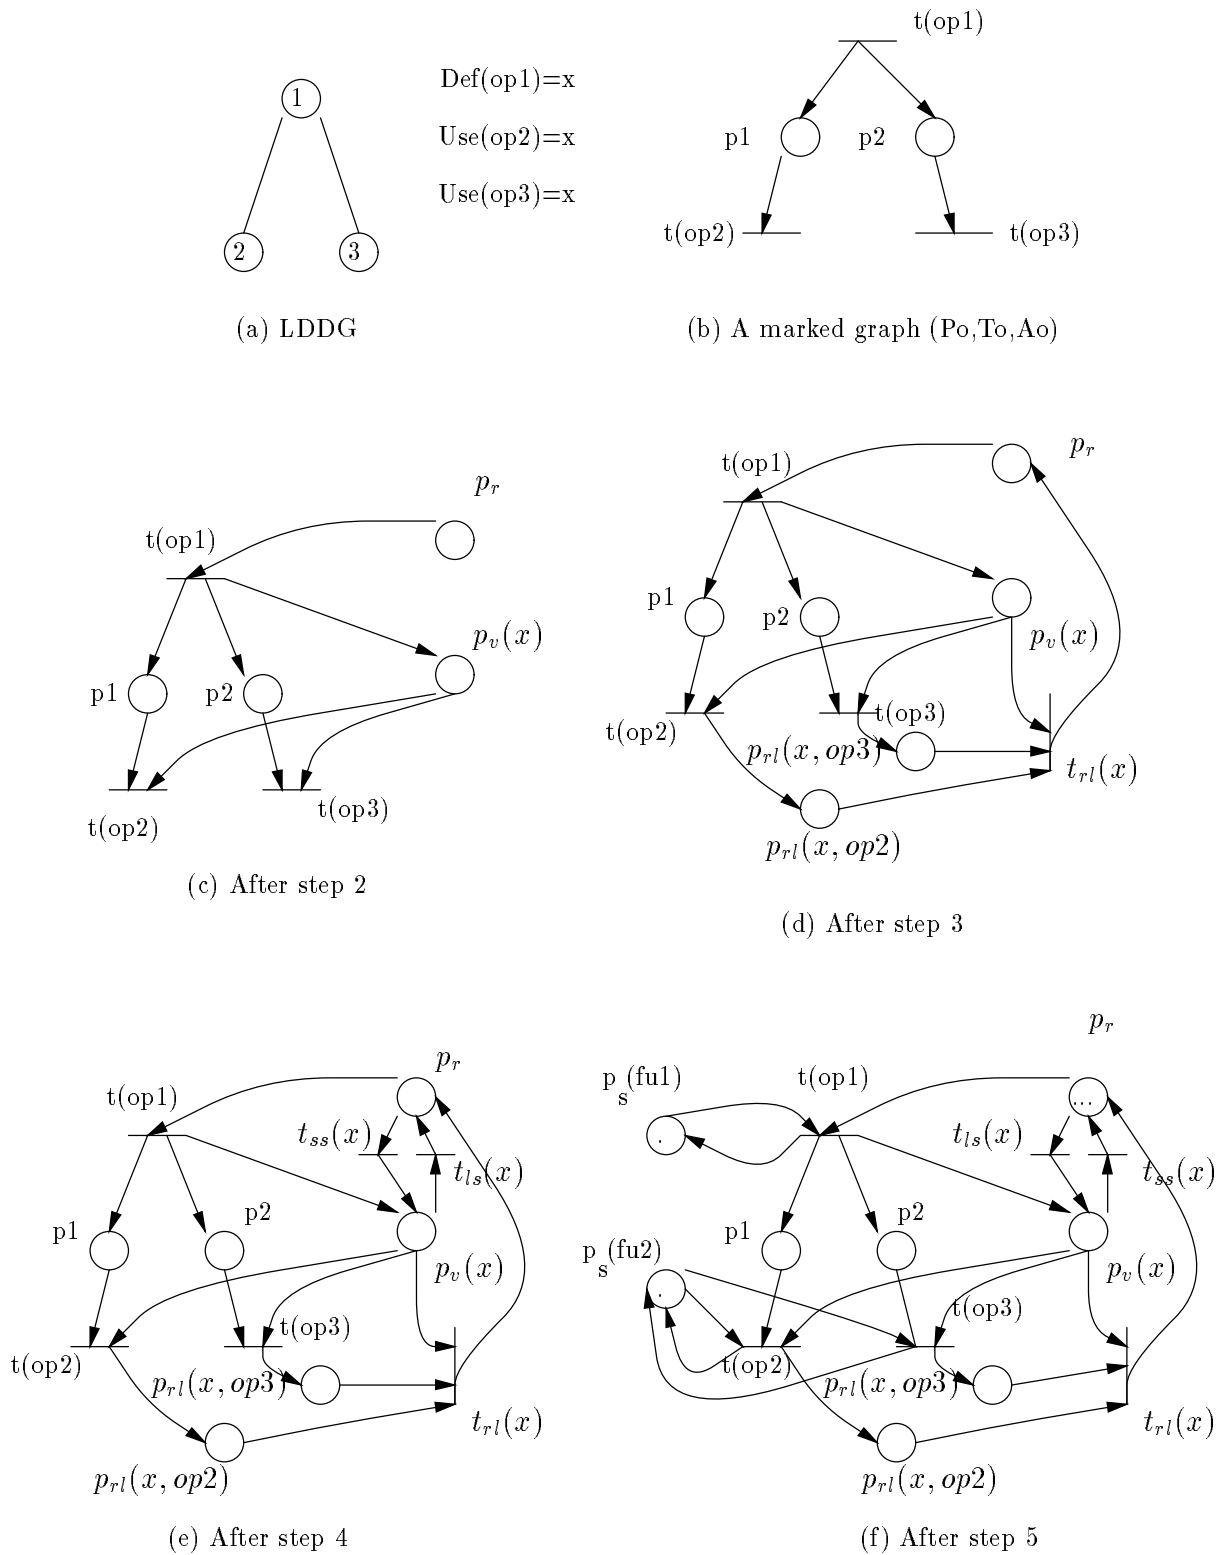 t(op1)
1
Def(op1)=x
p1
p2
Use(op2)=x
Use(op3)=x
2
3
t(op2)
t(op3)
(a) LDDG
(b) A marked graph (Po,To,Ao)
p_r
t(op1)
p_v(x)
p1
p2
t(op3)
t(op2)
(c) After step 2
p_r
t(op1)
p1
p2
p_v(x)
t(op3)
t(op2)
p_rl(x, op3)
t_rl(x)
p_rl(x, op2)
(d) After step 3
p_r
t(op1)
t_ss(x)
t_ls(x)
p1
p2
p_v(x)
t(op3)
t(op2)
p_rl(x, op3)
t_rl(x)
p_rl(x, op2)
(e) After step 4
p_r
p_s(fu1)
t(op1)
...
.
t_ls(x)
t_ss(x)
p1
p2
p_s(fu2)
p_v(x)
.
t(op3)
t(op2)
p_rl(x, op3)
t_rl(x)
p_rl(x, op2)
(f) After step 5